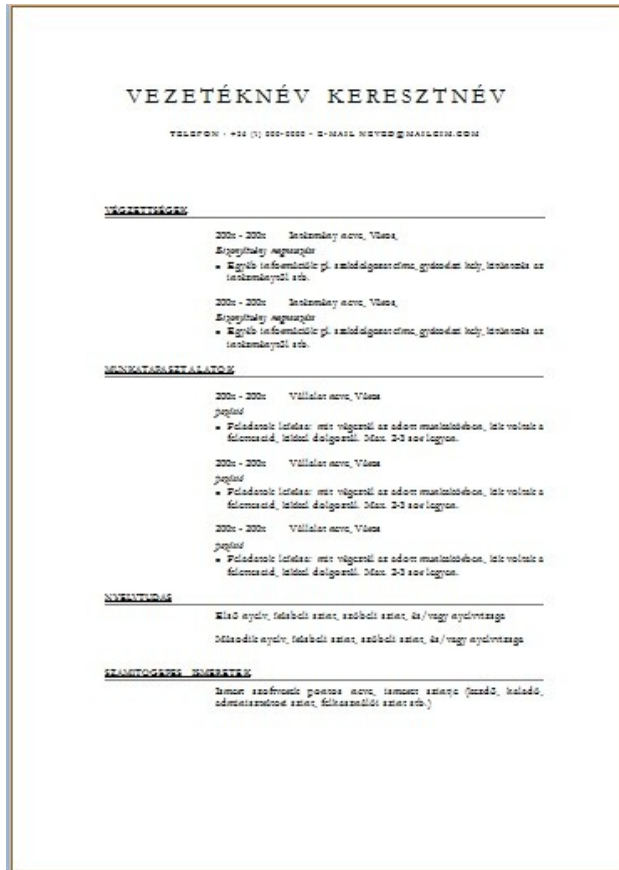 VEZETÉKNÉV KERESZTNÉV
TELEFON · +36 (1) 000-0000 - E-MAIL NEVED@MAILCIM.COM
VÉGZETTSÉGEK
200x - 200x Intézmény neve, Város,
Bizonyítvány megnevezése
Egyéb információk: pl. szakdolgozat címe, gyakorlati hely, kitüntetés az
intézménytől stb.
200x - 200x Intézmény neve, Város,
Bizonyítvány megnevezése
Egyéb információk: pl. szakdolgozat címe, gyakorlati hely, kitüntetés az
intézménytől stb.
MUNKATAPASZTALATOK
200x - 200x Vállalat neve, Város
pozíció
Feladatok leírása: mit végeztél az adott munkakörben, kik voltak a
feletteseid, kikkel dolgoztál. Max. 2-3 sor legyen.
200x - 200x Vállalat neve, Város
pozíció
Feladatok leírása: mit végeztél az adott munkakörben, kik voltak a
feletteseid, kikkel dolgoztál. Max. 2-3 sor legyen.
200x - 200x Vállalat neve, Város
pozíció
Feladatok leírása: mit végeztél az adott munkakörben, kik voltak a
feletteseid, kikkel dolgoztál. Max. 2-3 sor legyen.
NYELVTUDÁS
Első nyelv, írásbeli szint, szóbeli szint, és/vagy nyelvvizsga
Második nyelv, írásbeli szint, szóbeli szint, és/vagy nyelvvizsga
SZÁMÍTÓGÉPES ISMERETEK
Ismert szoftverek pontos neve, ismeret szintje (kezdő, haladó,
adminisztrátori szint, felhasználói szint stb.)